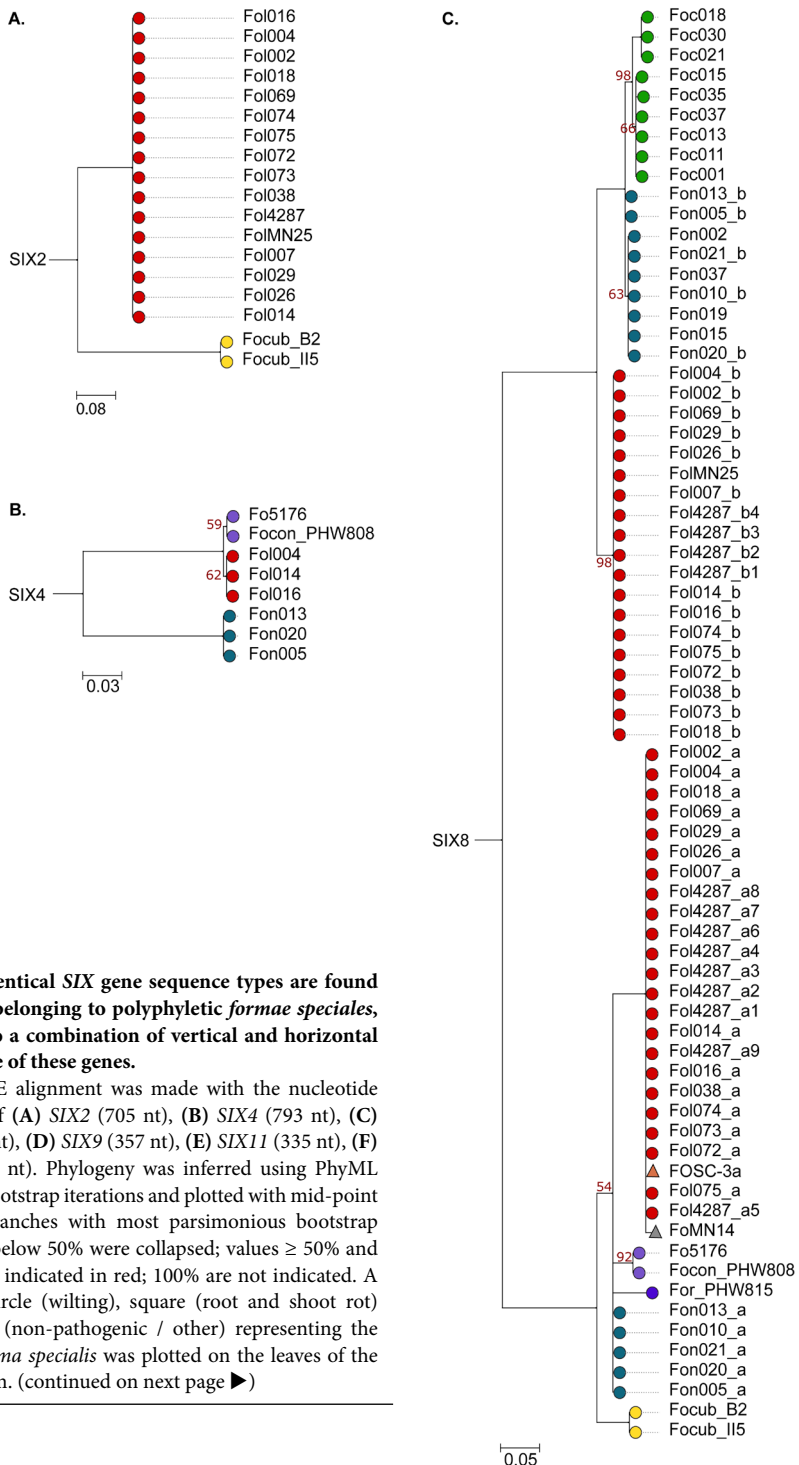 A.
Fol016
Fol004
Fol002
Fol018
Fol069
Fol074
Fol075
Fol072
Fol073
Fol038
Fol4287
FolMN25
Fol007
Fol029
Fol026
Fol014
Focub_B2
Focub_II5
SIX2
0.08
B.
Fo5176
Focon_PHW808
Fol004
Fol014
Fol016
Fon013
Fon020
Fon005
59
62
SIX4
0.03
entical SIX gene sequence types are found
belonging to polyphyletic formae speciales,
o a combination of vertical and horizontal
e of these genes.
E alignment was made with the nucleotide
f (A) SIX2 (705 nt), (B) SIX4 (793 nt), (C)
nt), (D) SIX9 (357 nt), (E) SIX11 (335 nt), (F)
nt). Phylogeny was inferred using PhyML
ootstrap iterations and plotted with mid-point
ranches with most parsimonious bootstrap
below 50% were collapsed; values ≥ 50% and
indicated in red; 100% are not indicated. A
ircle (wilting), square (root and shoot rot)
(non-pathogenic / other) representing the
ma specialis was plotted on the leaves of the
n. (continued on next page ►)
C.
Foc018
Foc030
Foc021
Foc015
Foc035
Foc037
Foc013
Foc011
Foc001
Fon013_b
Fon005_b
Fon002
Fon021_b
Fon037
Fon010_b
Fon019
Fon015
Fon020_b
Fol004_b
Fol002_b
Fol069_b
Fol029_b
Fol026_b
FolMN25
Fol007_b
Fol4287_b4
Fol4287_b3
Fol4287_b2
Fol4287_b1
Fol014_b
Fol016_b
Fol074_b
Fol075_b
Fol072_b
Fol038_b
Fol073_b
Fol018_b
Fol002_a
Fol004_a
Fol018_a
Fol069_a
Fol029_a
Fol026_a
Fol007_a
Fol4287_a8
Fol4287_a7
Fol4287_a6
Fol4287_a4
Fol4287_a3
Fol4287_a2
Fol4287_a1
Fol014_a
Fol4287_a9
Fol016_a
Fol038_a
Fol074_a
Fol073_a
Fol072_a
FOSC-3a
Fol075_a
Fol4287_a5
FoMN14
Fo5176
Focon_PHW808
For_PHW815
Fon013_a
Fon010_a
Fon021_a
Fon020_a
Fon005_a
Focub_B2
Focub_II5
98
66
63
98
54
92
SIX8
0.05